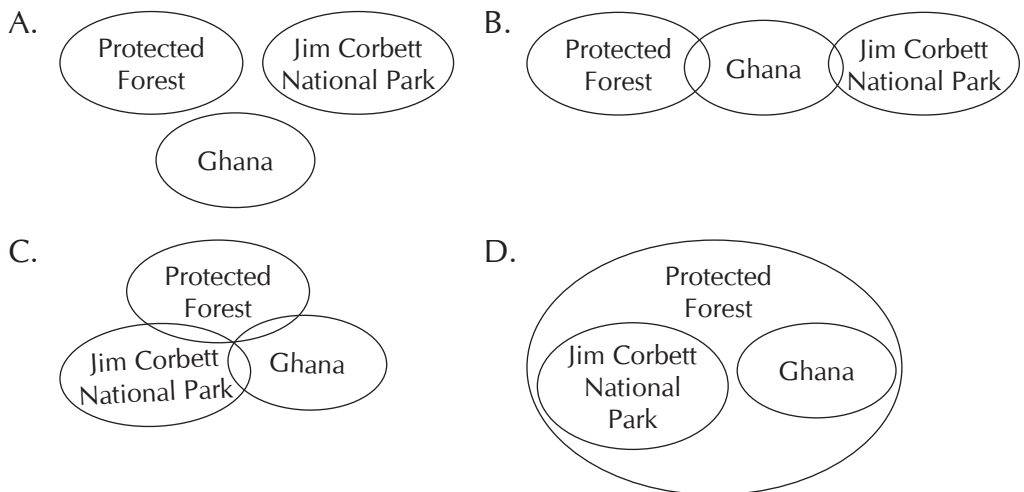 A.
Protected
Forest
Jim Corbett
National Park
Ghana
B.
Protected
Forest
Ghana
Jim Corbett
National Park
C.
Protected
Forest
Jim Corbett
National Park
Ghana
D.
Protected
Forest
Jim Corbett
National
Park
Ghana